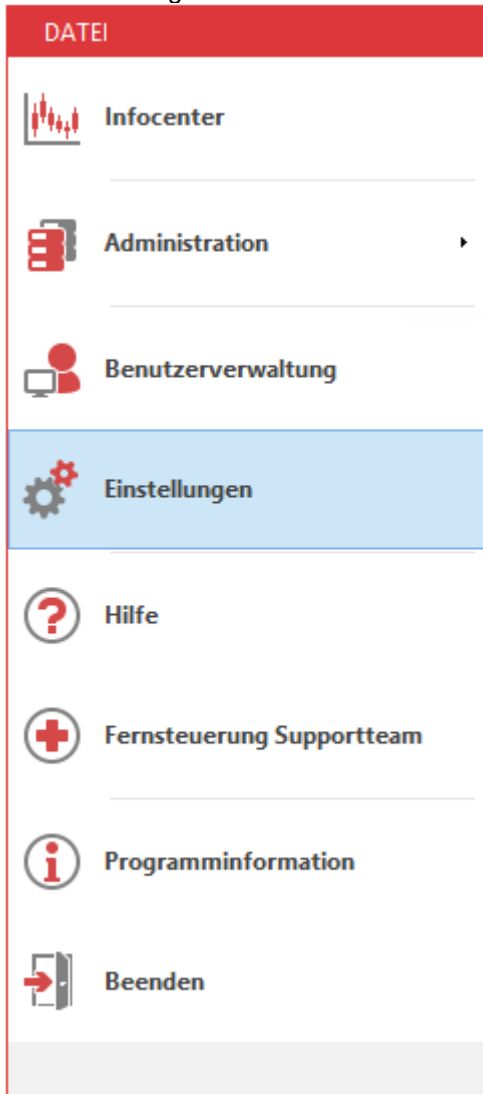 DATEI
Infocenter
Administration
Benutzerverwaltung
Einstellungen
Hilfe
Fernsteuerung Supportteam
Programminformation
Beenden